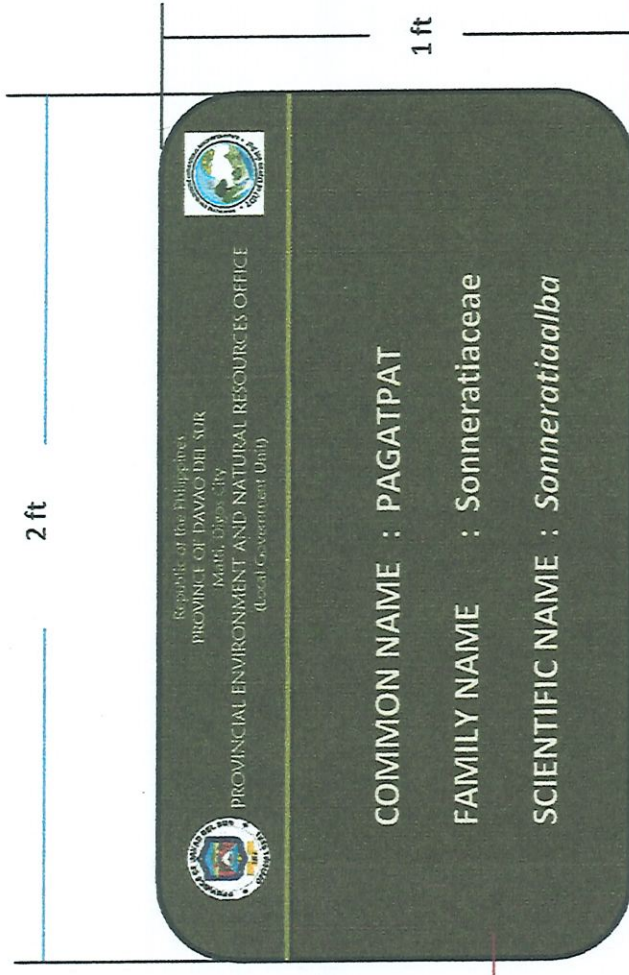 2 ft
1 ft
Republic of the Philippines
PROVINCE OF DAVAO DEL SUR
Matti, Digos City
PROVINCIAL ENVIRONMENT AND NATURAL RESOURCES OFFICE
(Local Government Unit)
COMMON NAME : PAGATPAT
FAMILY NAME : Sonneratiaceae
SCIENTIFIC NAME : Sonneratiaalba